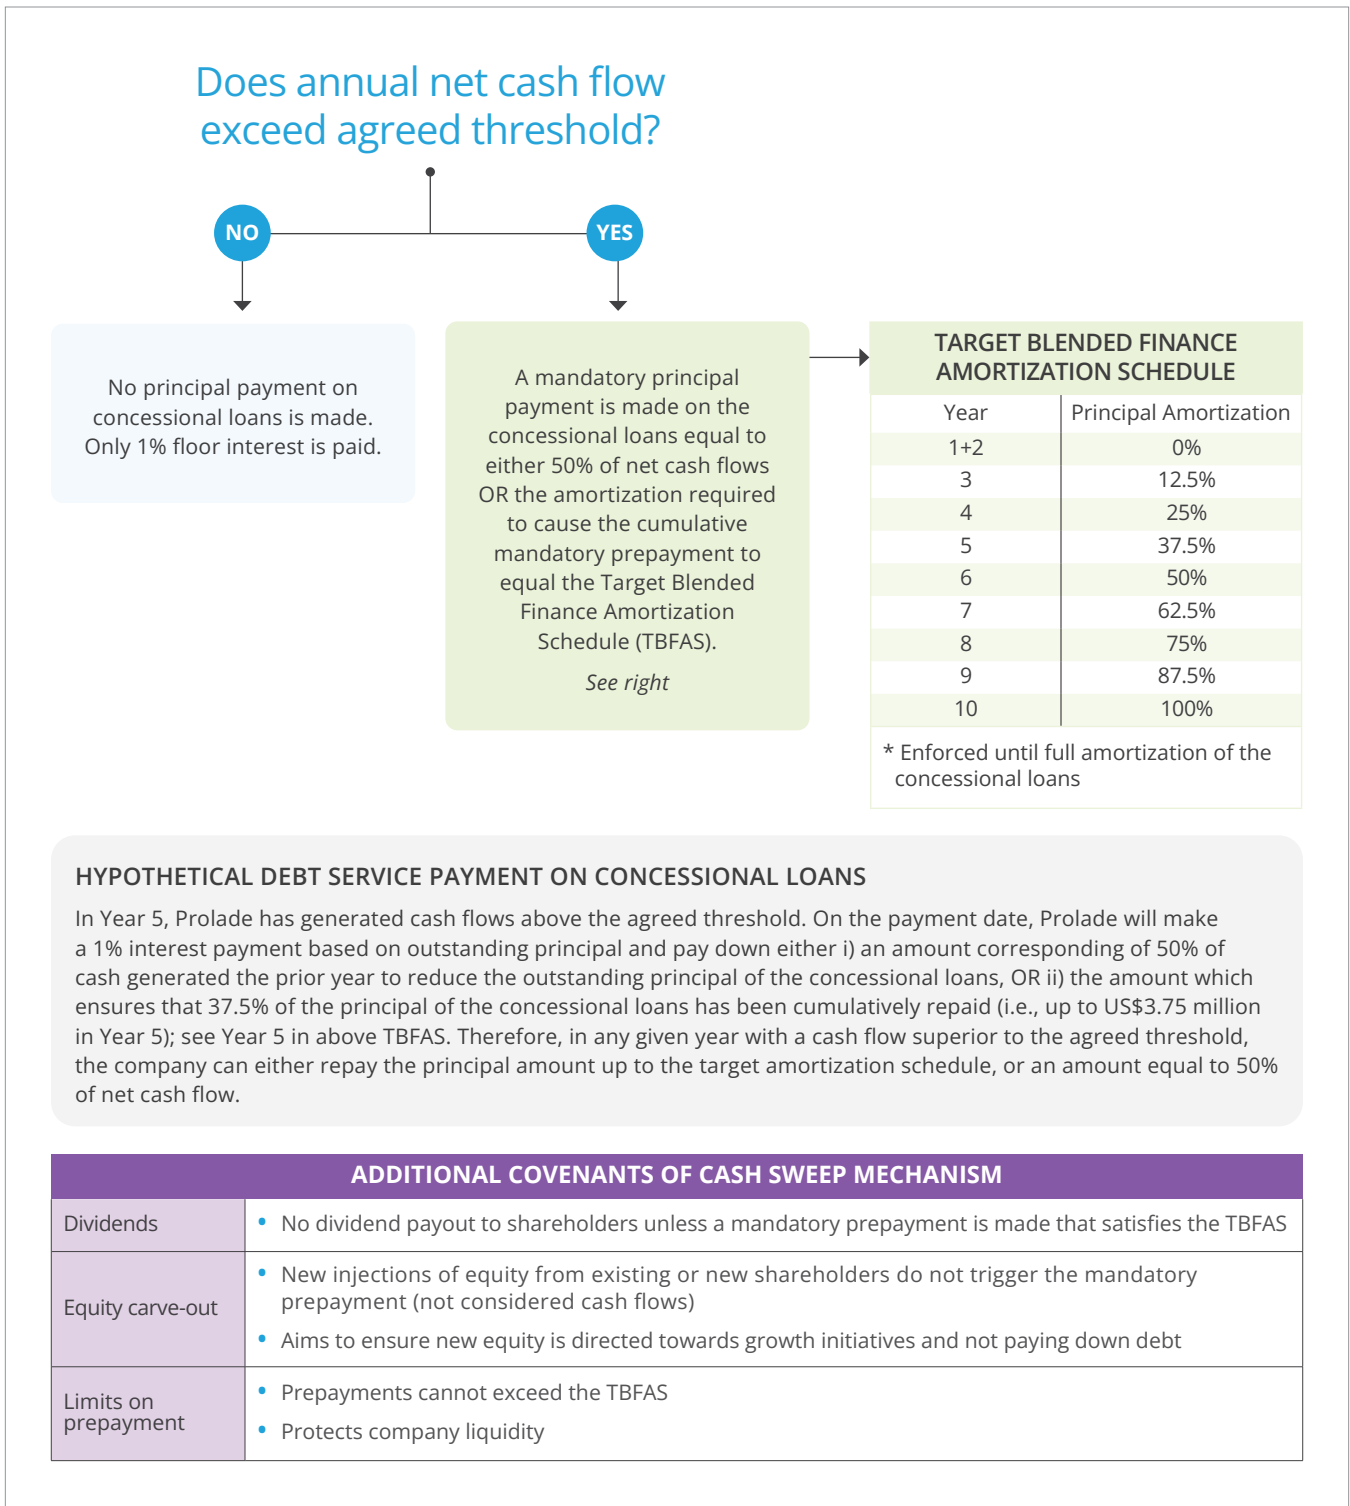 Does annual net cash flow
exceed agreed threshold?
NO
YES
No principal payment on
concessional loans is made.
Only 1% floor interest is paid.
A mandatory principal
payment is made on the
concessional loans equal to
either 50% of net cash flows
OR the amortization required
to cause the cumulative
mandatory prepayment to
equal the Target Blended
Finance Amortization
Schedule (TBFAS).
See right
TARGET BLENDED FINANCE
AMORTIZATION SCHEDULE
Year Principal Amortization
1+2 0%
3 12.5%
4 25%
5 37.5%
6 50%
7 62.5%
8 75%
9 87.5%
10 100%
* Enforced until full amortization of the
concessional loans
HYPOTHETICAL DEBT SERVICE PAYMENT ON CONCESSIONAL LOANS
In Year 5, Prolade has generated cash flows above the agreed threshold. On the payment date, Prolade will make
a 1% interest payment based on outstanding principal and pay down either i) an amount corresponding of 50% of
cash generated the prior year to reduce the outstanding principal of the concessional loans, OR ii) the amount which
ensures that 37.5% of the principal of the concessional loans has been cumulatively repaid (i.e., up to US$3.75 million
in Year 5); see Year 5 in above TBFAS. Therefore, in any given year with a cash flow superior to the agreed threshold,
the company can either repay the principal amount up to the target amortization schedule, or an amount equal to 50%
of net cash flow.
ADDITIONAL COVENANTS OF CASH SWEEP MECHANISM
Dividends
• No dividend payout to shareholders unless a mandatory prepayment is made that satisfies the TBFAS
Equity carve-out
• New injections of equity from existing or new shareholders do not trigger the mandatory
prepayment (not considered cash flows)
• Aims to ensure new equity is directed towards growth initiatives and not paying down debt
Limits on
prepayment
• Prepayments cannot exceed the TBFAS
• Protects company liquidity